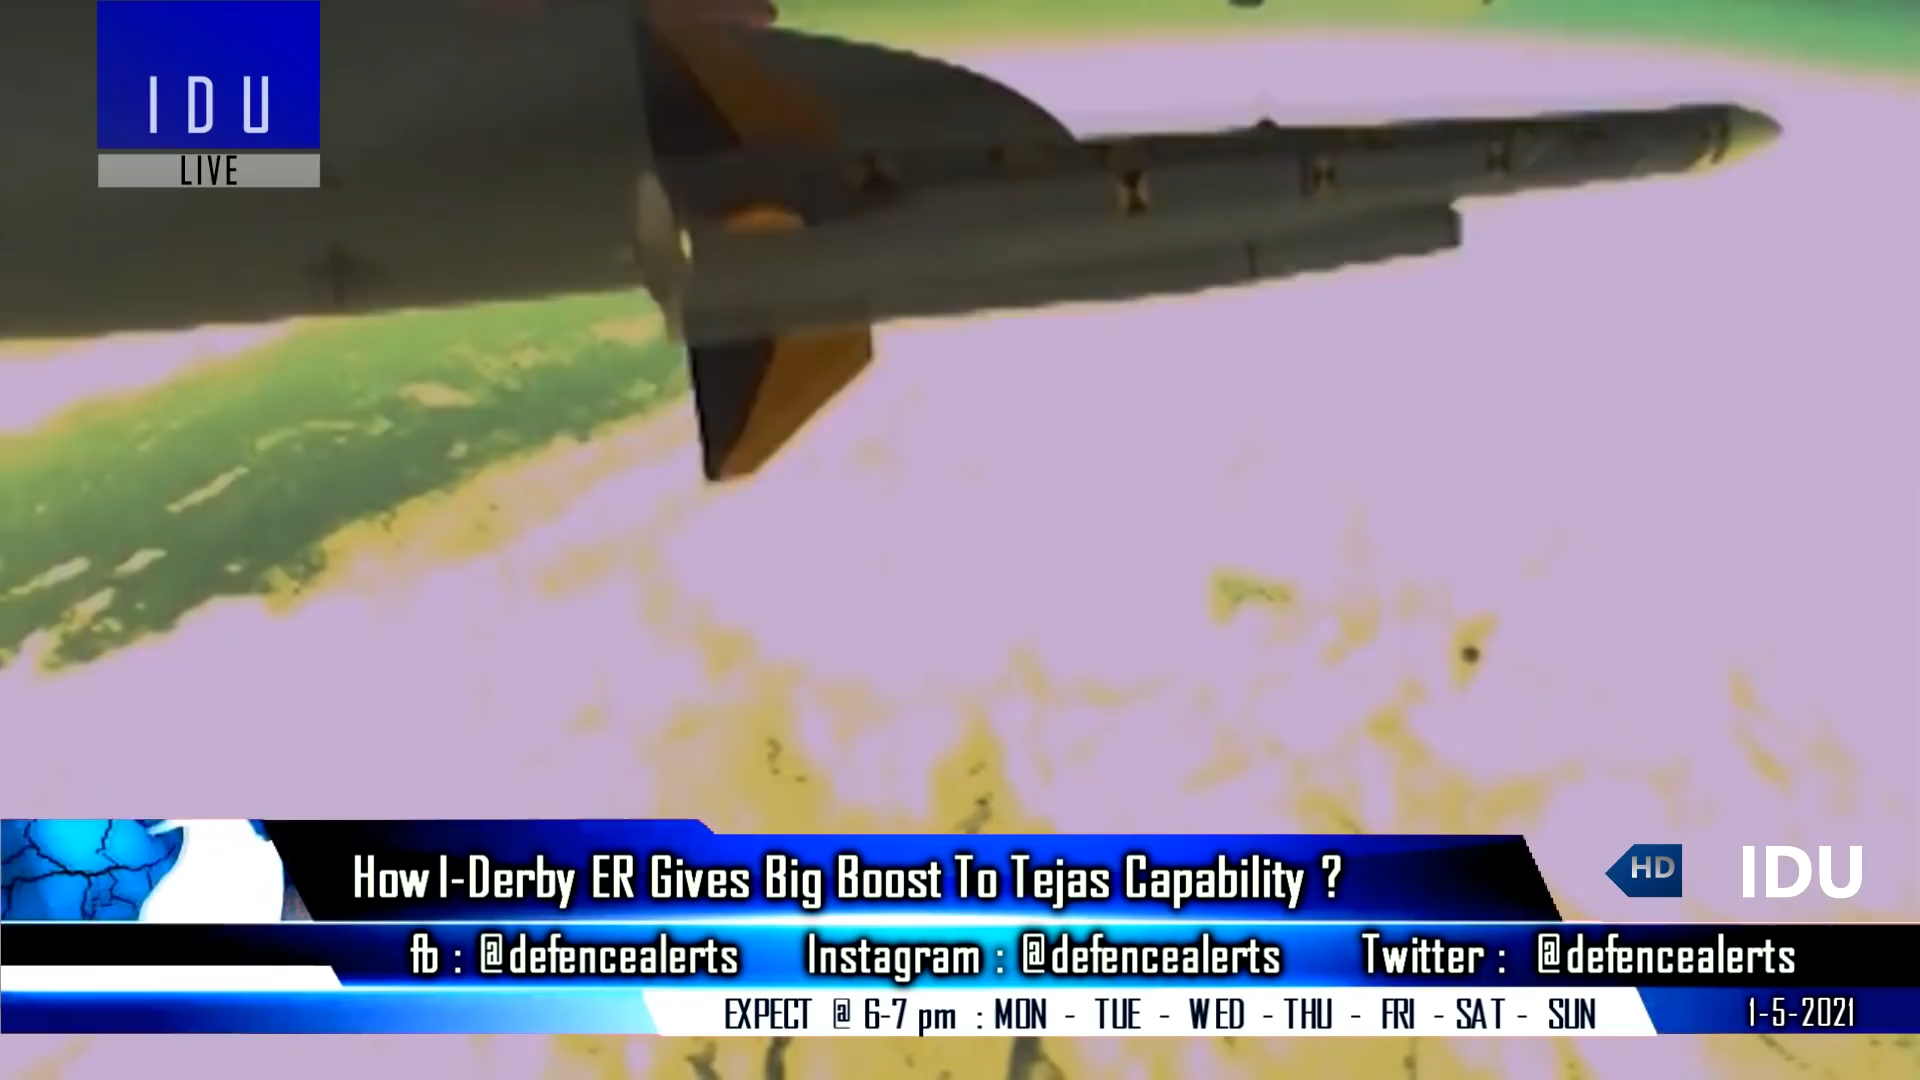 IDU
LIVE
How I-Derby ER Gives Big Boost To Tejas Capability ?
HD IDU
fb : @defencealerts Instagram : @defencealerts Twitter : @defencealerts
EXPECT @ 6-7 pm : MON - TUE - WED - THU - FRI - SAT - SUN 1-5-2021